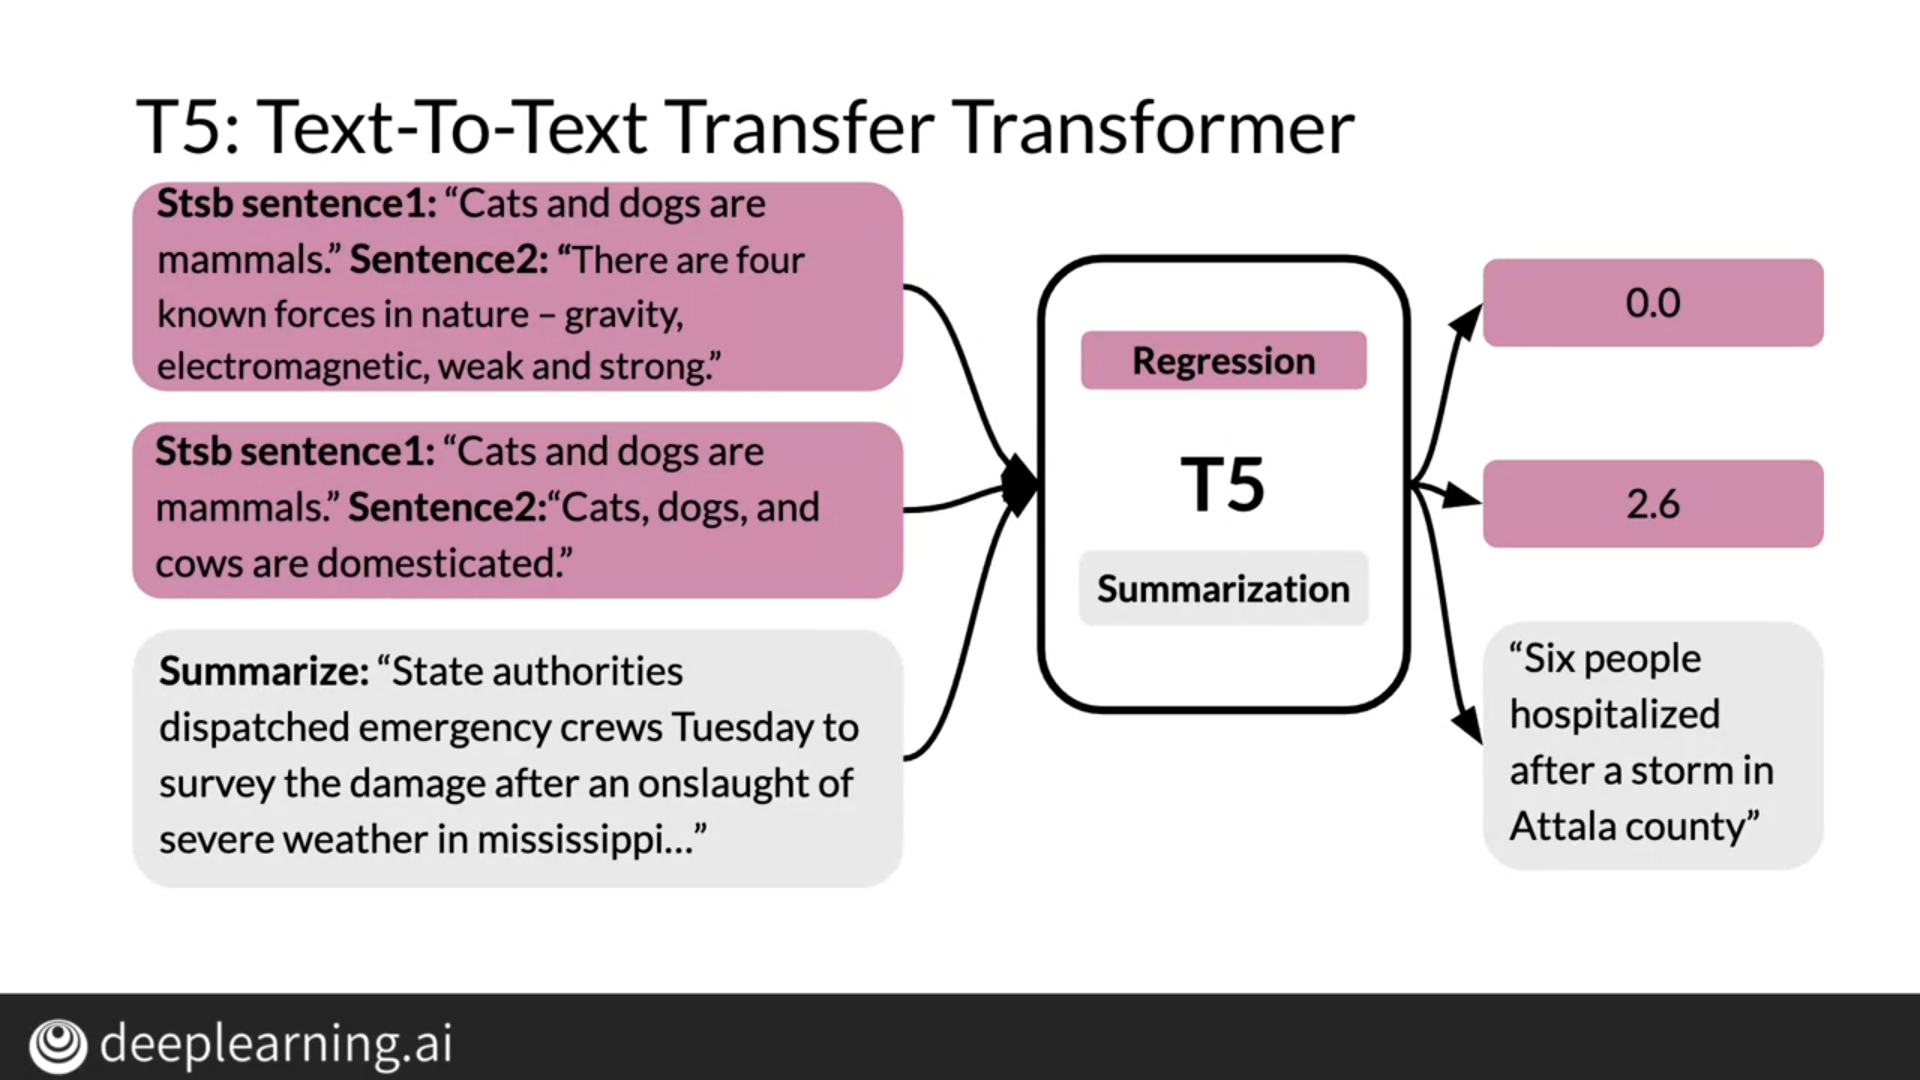 T5: Text-To-Text Transfer Transformer
Stsb sentence1: “Cats and dogs are
mammals.” Sentence2: “There are four
known forces in nature – gravity,
electromagnetic, weak and strong.”
Stsb sentence1: “Cats and dogs are
mammals.” Sentence2:“Cats, dogs, and
cows are domesticated.”
Summarize: “State authorities
dispatched emergency crews Tuesday to
survey the damage after an onslaught of
severe weather in mississippi...”
Regression
T5
Summarization
0.0
2.6
“Six people
hospitalized
after a storm in
Attala county”
deeplearning.ai